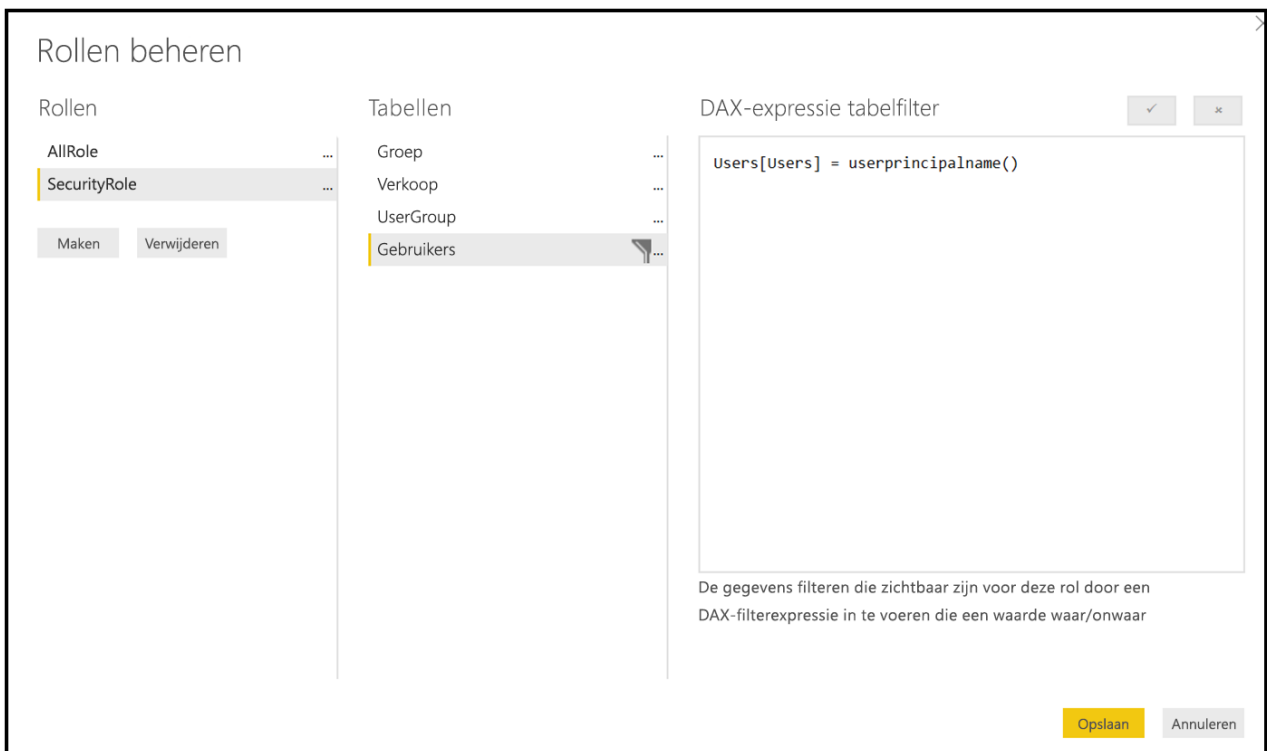 Rollen beheren
Rollen
AllRole ...
SecurityRole ...
Maken Verwijderen
Tabellen
Groep ...
Verkoop ...
UserGroup ...
Gebruikers ...
DAX-expressie tabelfilter
Users[Users] = userprincipalname()
De gegevens filteren die zichtbaar zijn voor deze rol door een
DAX-filterexpressie in te voeren die een waarde waar/onwaar
Opslaan Annuleren